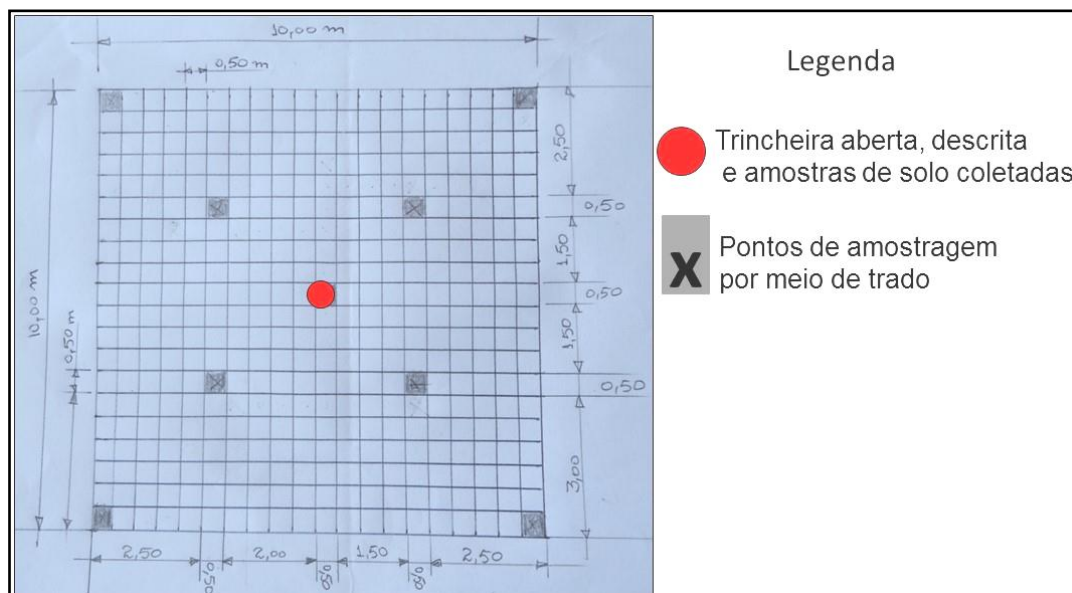 10,00 m
0,50 m
2,50
0,50
1,50
0,50
1,50
0,50
3,00
10,00 m
0,50 m
2,50
0,50
2,00
0,50
1,50
0,50
2,50
X
X
X
X
X
X
Legenda
Trincheira aberta, descrita
e amostras de solo coletadas
X
Pontos de amostragem
por meio de trado